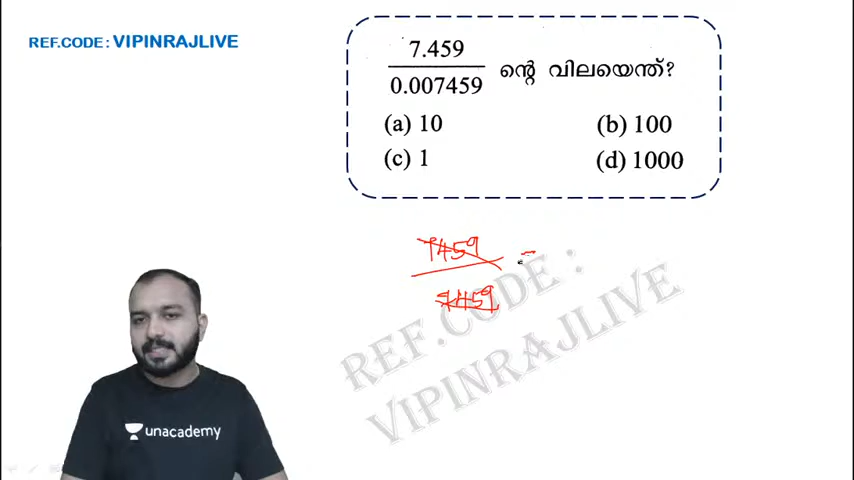 REF.CODE : VIPINRAJLIVE
7.459
0.007459 ന്റെ വിലയെന്ത്?
(a) 10 (b) 100
(c) 1 (d) 1000
7459 =
7459
REF.CODE :
VIPINRAJLIVE
unacademy